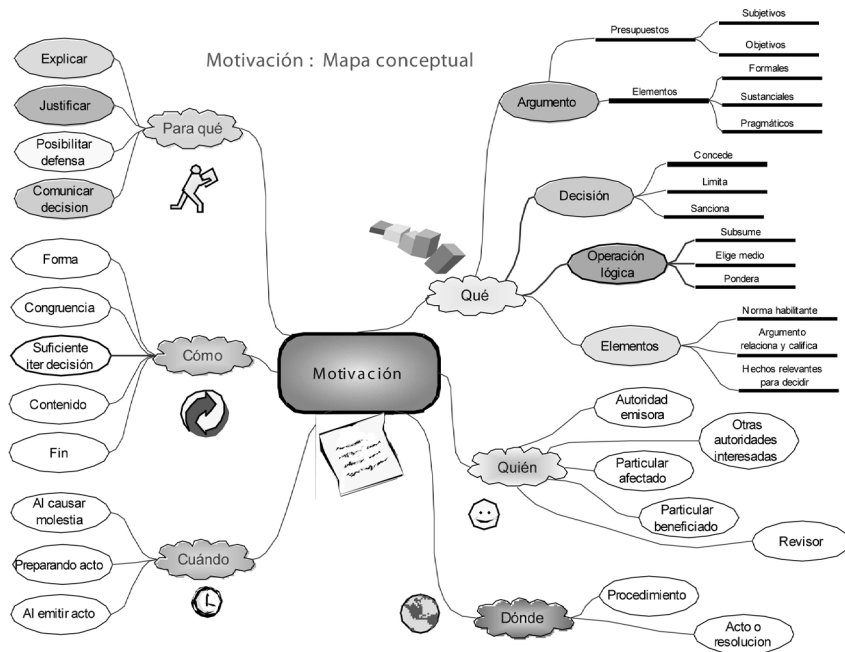 Motivación : Mapa conceptual
Motivación
Para qué
Explicar
Justificar
Posibilitar
defensa
Comunicar
decision
Cómo
Forma
Congruencia
Suficiente
iter decisión
Contenido
Fin
Cuándo
Al causar
molestia
Preparando acto
Al emitir acto
Qué
Argumento
Presupuestos
Subjetivos
Objetivos
Elementos
Formales
Sustanciales
Pragmáticos
Decisión
Concede
Limita
Sanciona
Operación
lógica
Subsume
Elige medio
Pondera
Elementos
Norma habilitante
Argumento
relaciona y califica
Hechos relevantes
para decidir
Quién
Autoridad
emisora
Otras
autoridades
interesadas
Particular
afectado
Particular
beneficiado
Revisor
Dónde
Procedimiento
Acto o
resolucion